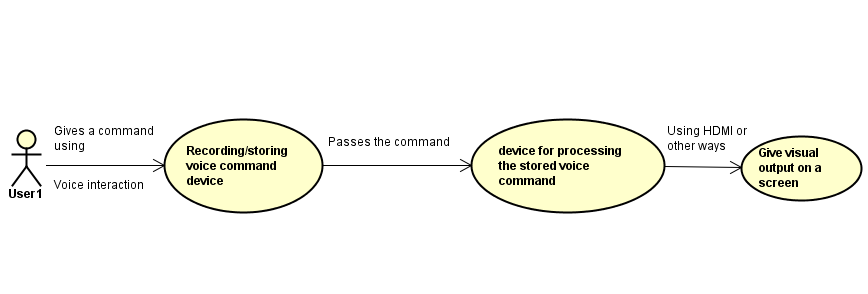 Gives a command
using
Voice interaction
User1
Recording/storing
voice command
device
Passes the command
device for processing
the stored voice
command
Using HDMI or
other ways
Give visual
output on a
screen